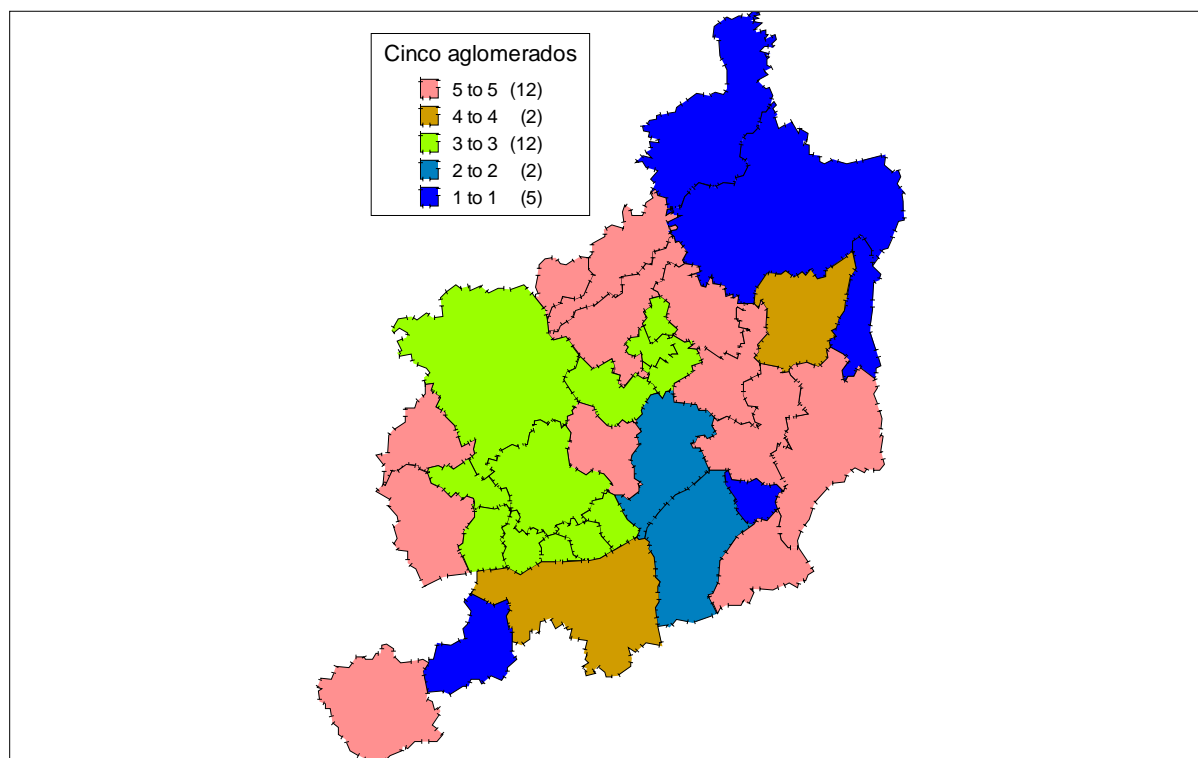 Cinco aglomerados
5 to 5 (12)
4 to 4 (2)
3 to 3 (12)
2 to 2 (2)
1 to 1 (5)